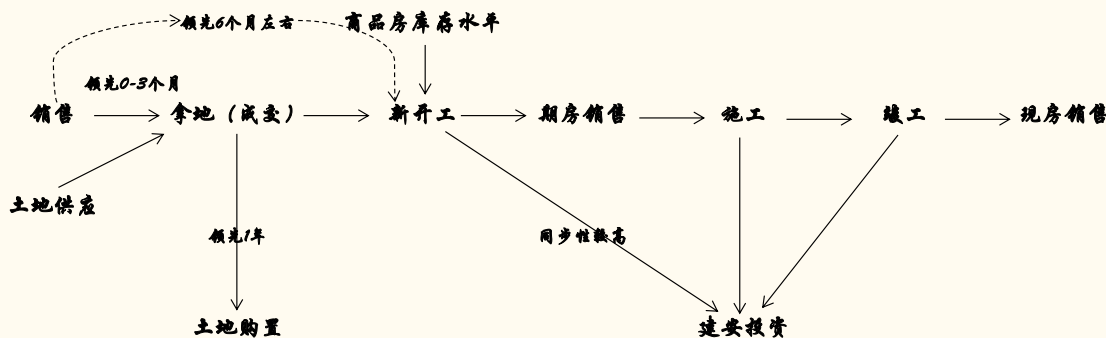 领先6个月左右
商品房库存水平
领先0-3个月
销售
拿地（成交）
新开工
期房销售
施工
竣工
现房销售
土地供应
领先1年
同步性较高
土地购置
建安投资